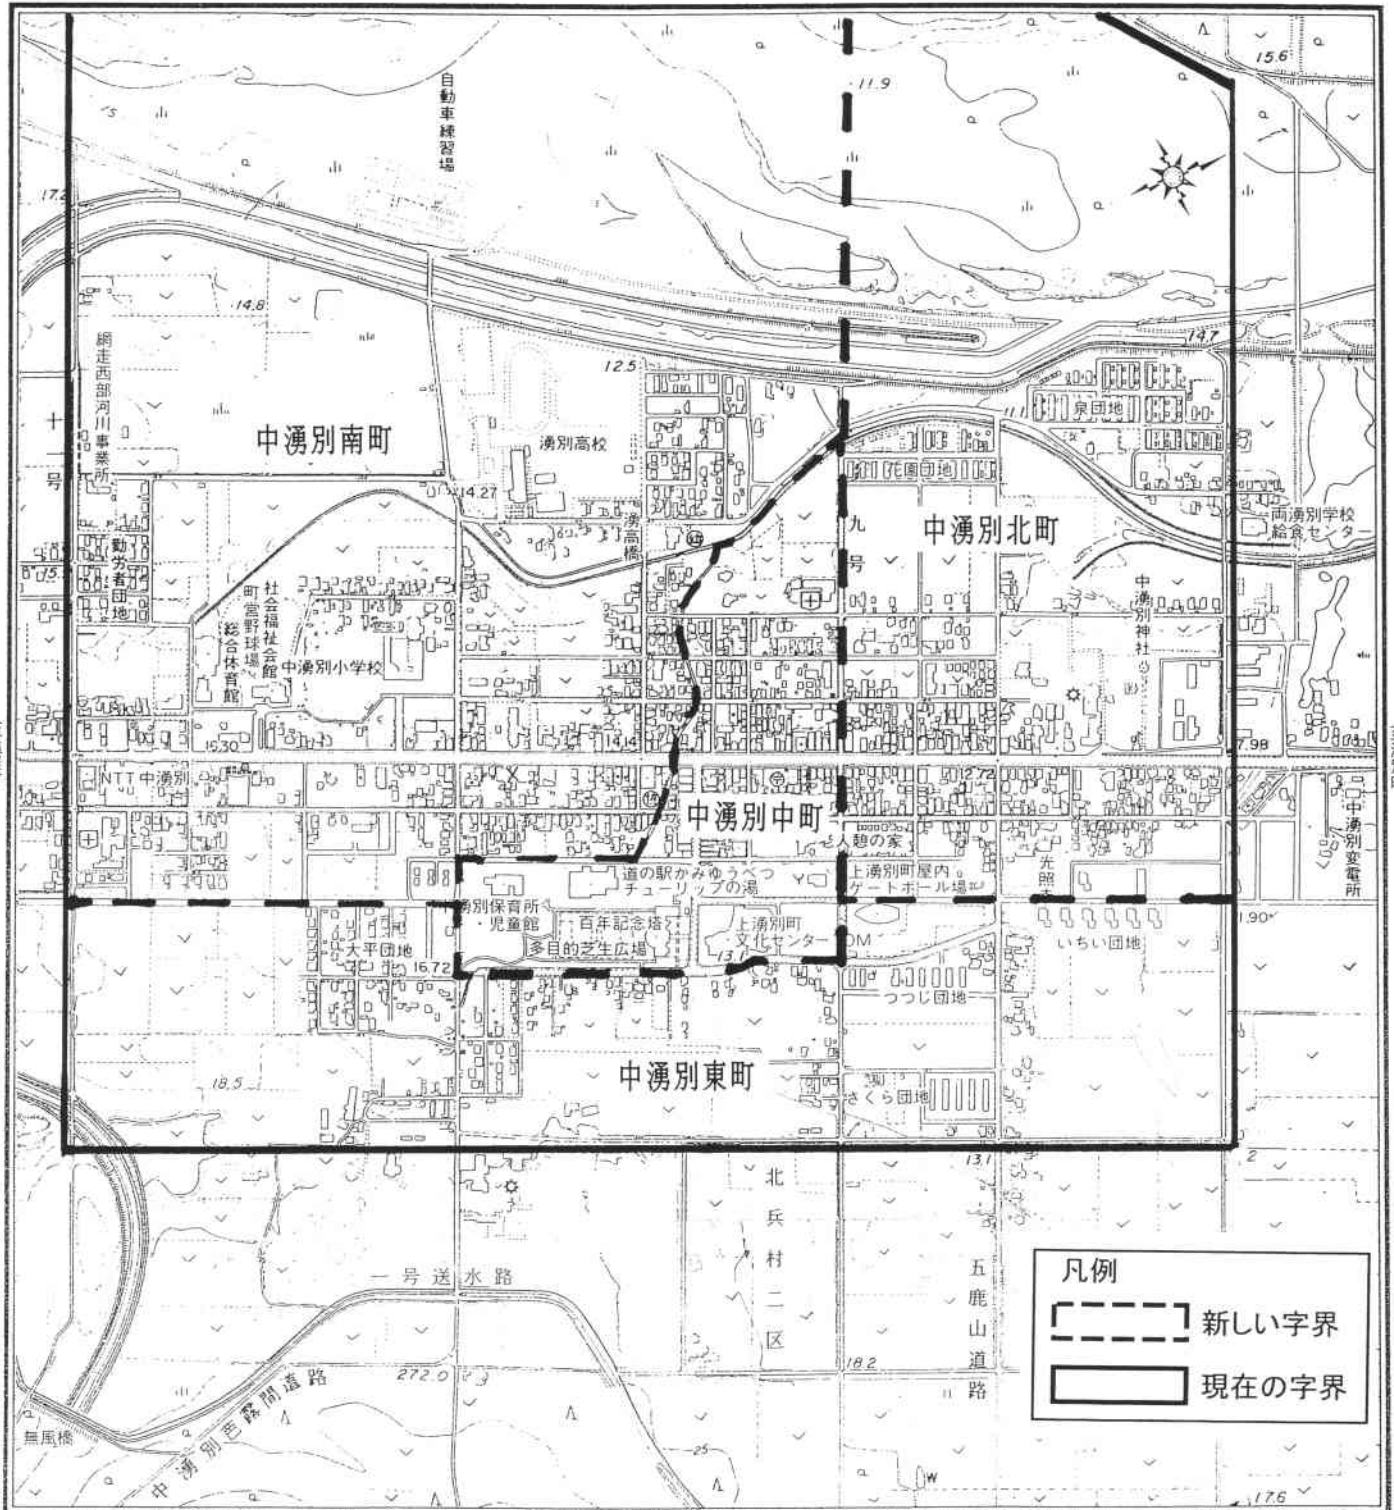 15.6
11.9
自動車練習場
17.2
14.8
14.7
12.5
網走西部河川事業所
11.1
泉団地
中湧別南町
湧別高校
花園団地
十一号
14.27
湧高橋
九号
中湧別北町
両湧別学校
給食センター
勤労者団地
中湧別神社
社会福祉会館
町営野球場
総合体育館
中湧別小学校
15.30
14.14
7.98
NTT中湧別
12.72
中湧別中町
中湧別変電所
老人憩の家
道の駅かみゆうべつ
チューリップの湯
上湧別町屋内
ゲートボール場
中湧別保育所
・児童館
百年記念塔
上湧別町
文化センター
COM
多目的芝生広場
13.1
1.90
いちい団地
大平団地
16.72
つつじ団地
中湧別東町
18.5
さくら団地
13.1
2
北兵村二区
一号送水路
五鹿山道路
凡例
新しい字界
現在の字界
18.2
272.0
中湧別芭露間道路
無風橋
25
W
17.6